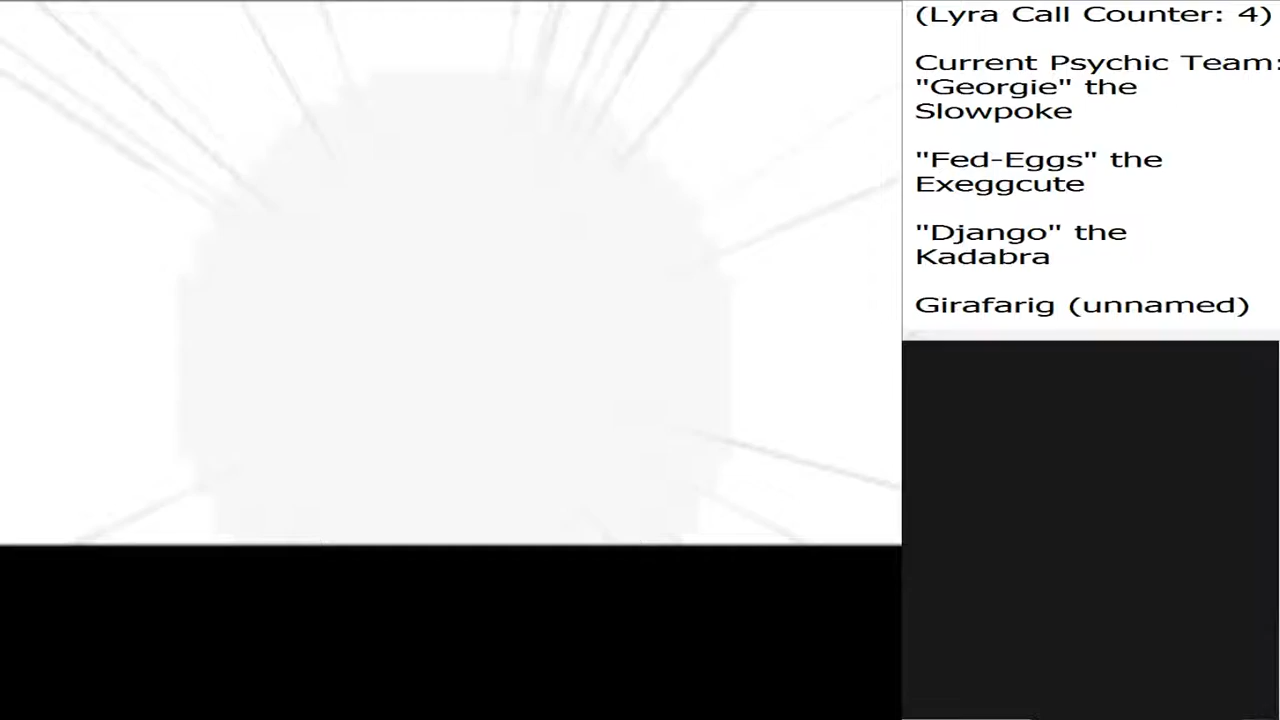 (Lyra Call Counter: 4)
Current Psychic Team:
"Georgie" the
Slowpoke
"Fed-Eggs" the
Exeggcute
"Django" the
Kadabra
Girafarig (unnamed)